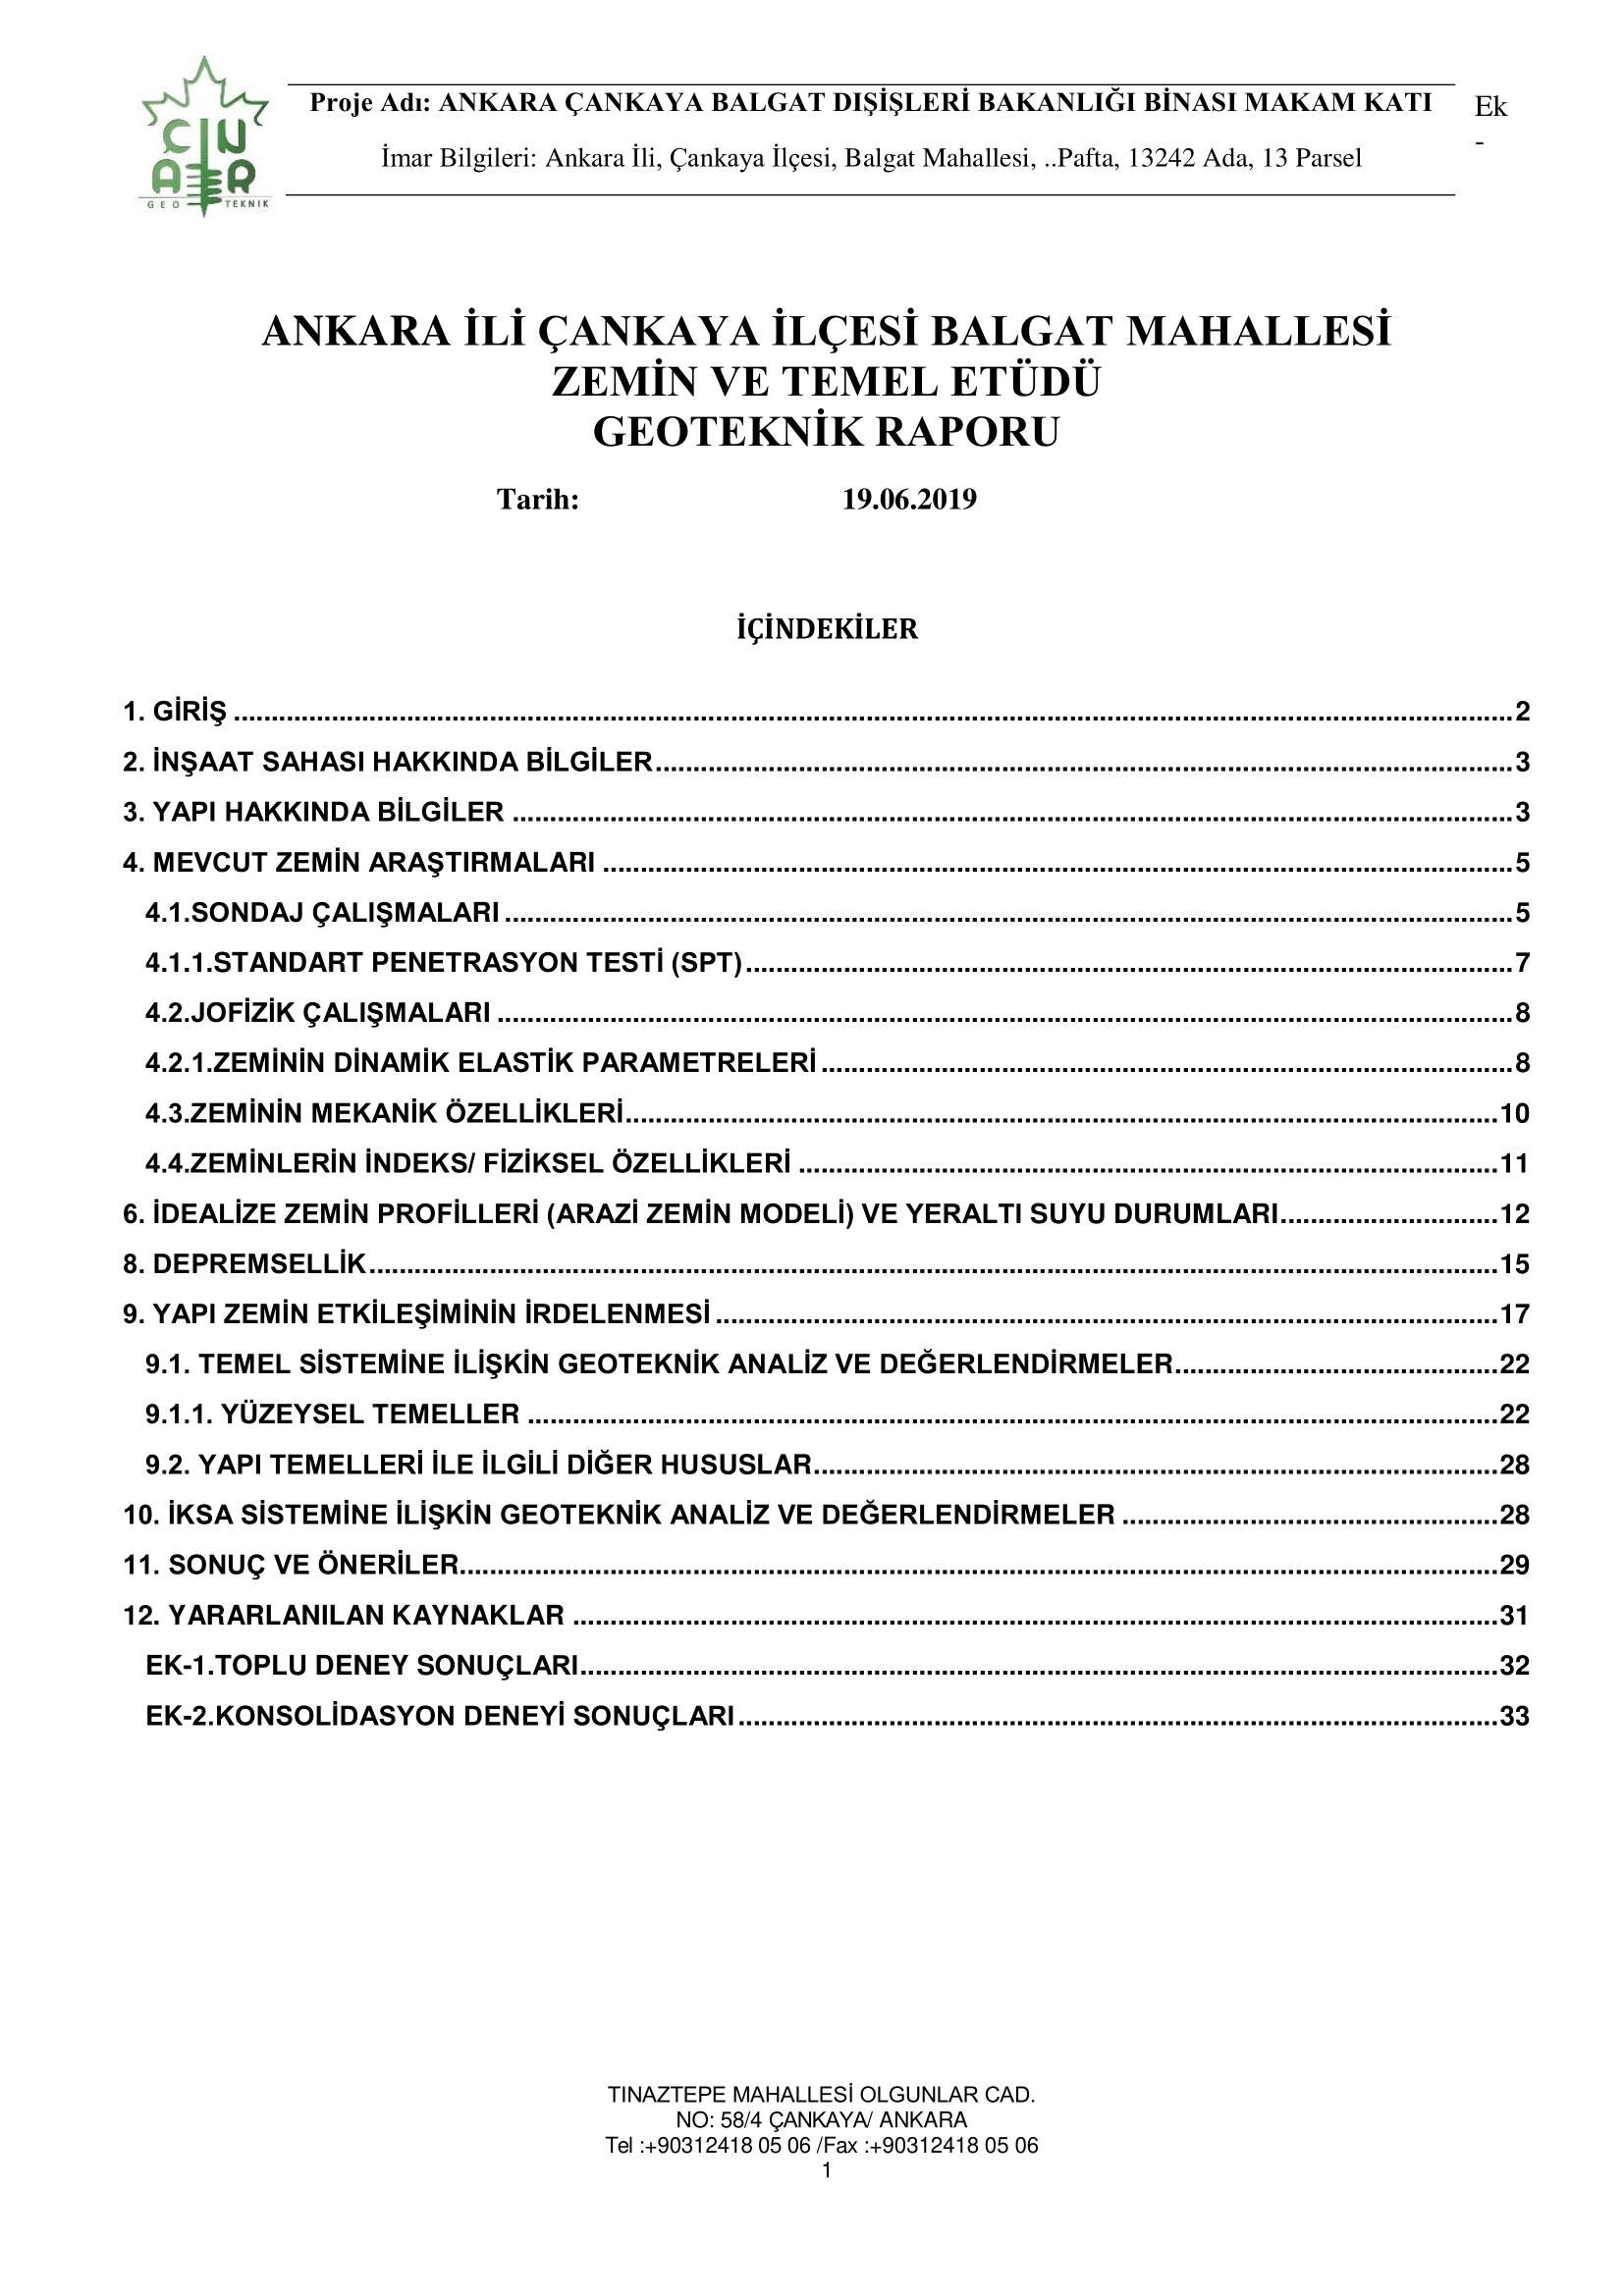 ÇINAR
GEO TEKNIK
Proje Adı: ANKARA ÇANKAYA BALGAT DIŞİŞLERİ BAKANLIĞI BİNASI MAKAM KATI
Ek
-
İmar Bilgileri: Ankara İli, Çankaya İlçesi, Balgat Mahallesi, ..Pafta, 13242 Ada, 13 Parsel
ANKARA İLİ ÇANKAYA İLÇESİ BALGAT MAHALLESİ
ZEMİN VE TEMEL ETÜDÜ
GEOTEKNİK RAPORU
Tarih: 19.06.2019
İÇİNDEKİLER
1. GİRİŞ ........ 2
2. İNŞAAT SAHASI HAKKINDA BİLGİLER ........ 3
3. YAPI HAKKINDA BİLGİLER ........ 3
4. MEVCUT ZEMİN ARAŞTIRMALARI ........ 5
4.1.SONDAJ ÇALIŞMALARI ........ 5
4.1.1.STANDART PENETRASYON TESTİ (SPT) ........ 7
4.2.JOFİZİK ÇALIŞMALARI ........ 8
4.2.1.ZEMİNİN DİNAMİK ELASTİK PARAMETRELERİ ........ 8
4.3.ZEMİNİN MEKANİK ÖZELLİKLERİ ........ 10
4.4.ZEMİNLERİN İNDEKS/ FİZİKSEL ÖZELLİKLERİ ........ 11
6. İDEALİZE ZEMİN PROFİLLERİ (ARAZİ ZEMİN MODELİ) VE YERALTI SUYU DURUMLARI ........ 12
8. DEPREMSELLİK ........ 15
9. YAPI ZEMİN ETKİLEŞİMİNİN İRDELENMESİ ........ 17
9.1. TEMEL SİSTEMİNE İLİŞKİN GEOTEKNİK ANALİZ VE DEĞERLENDİRMELER ........ 22
9.1.1. YÜZEYSEL TEMELLER ........ 22
9.2. YAPI TEMELLERİ İLE İLGİLİ DİĞER HUSUSLAR ........ 28
10. İKSA SİSTEMİNE İLİŞKİN GEOTEKNİK ANALİZ VE DEĞERLENDİRMELER ........ 28
11. SONUÇ VE ÖNERİLER ........ 29
12. YARARLANILAN KAYNAKLAR ........ 31
EK-1.TOPLU DENEY SONUÇLARI ........ 32
EK-2.KONSOLİDASYON DENEYİ SONUÇLARI ........ 33
TINAZTEPE MAHALLESİ OLGUNLAR CAD.
NO: 58/4 ÇANKAYA/ ANKARA
Tel :+90312418 05 06 /Fax :+90312418 05 06
1